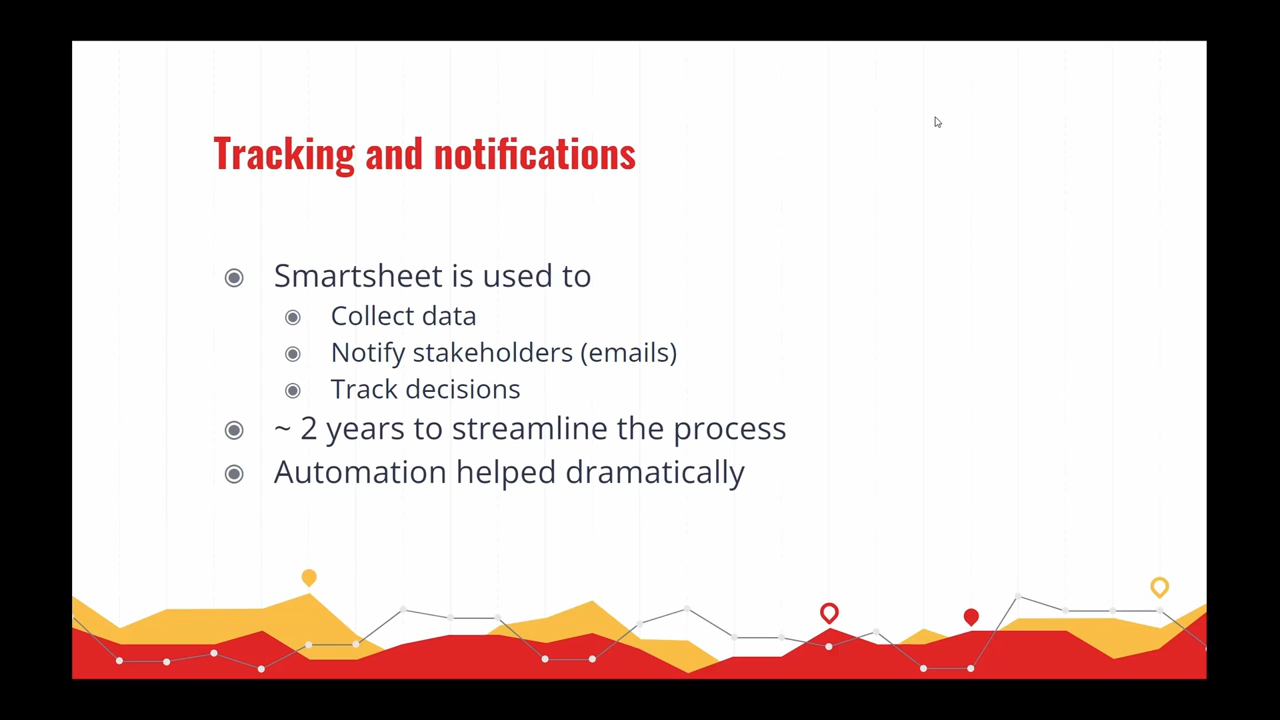 Tracking and notifications
Smartsheet is used to
Collect data
Notify stakeholders (emails)
Track decisions
~ 2 years to streamline the process
Automation helped dramatically